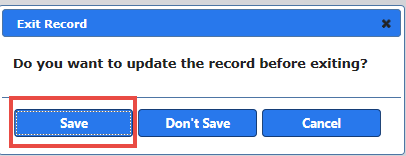 Exit Record
Do you want to update the record before exiting?
Save Don't Save Cancel